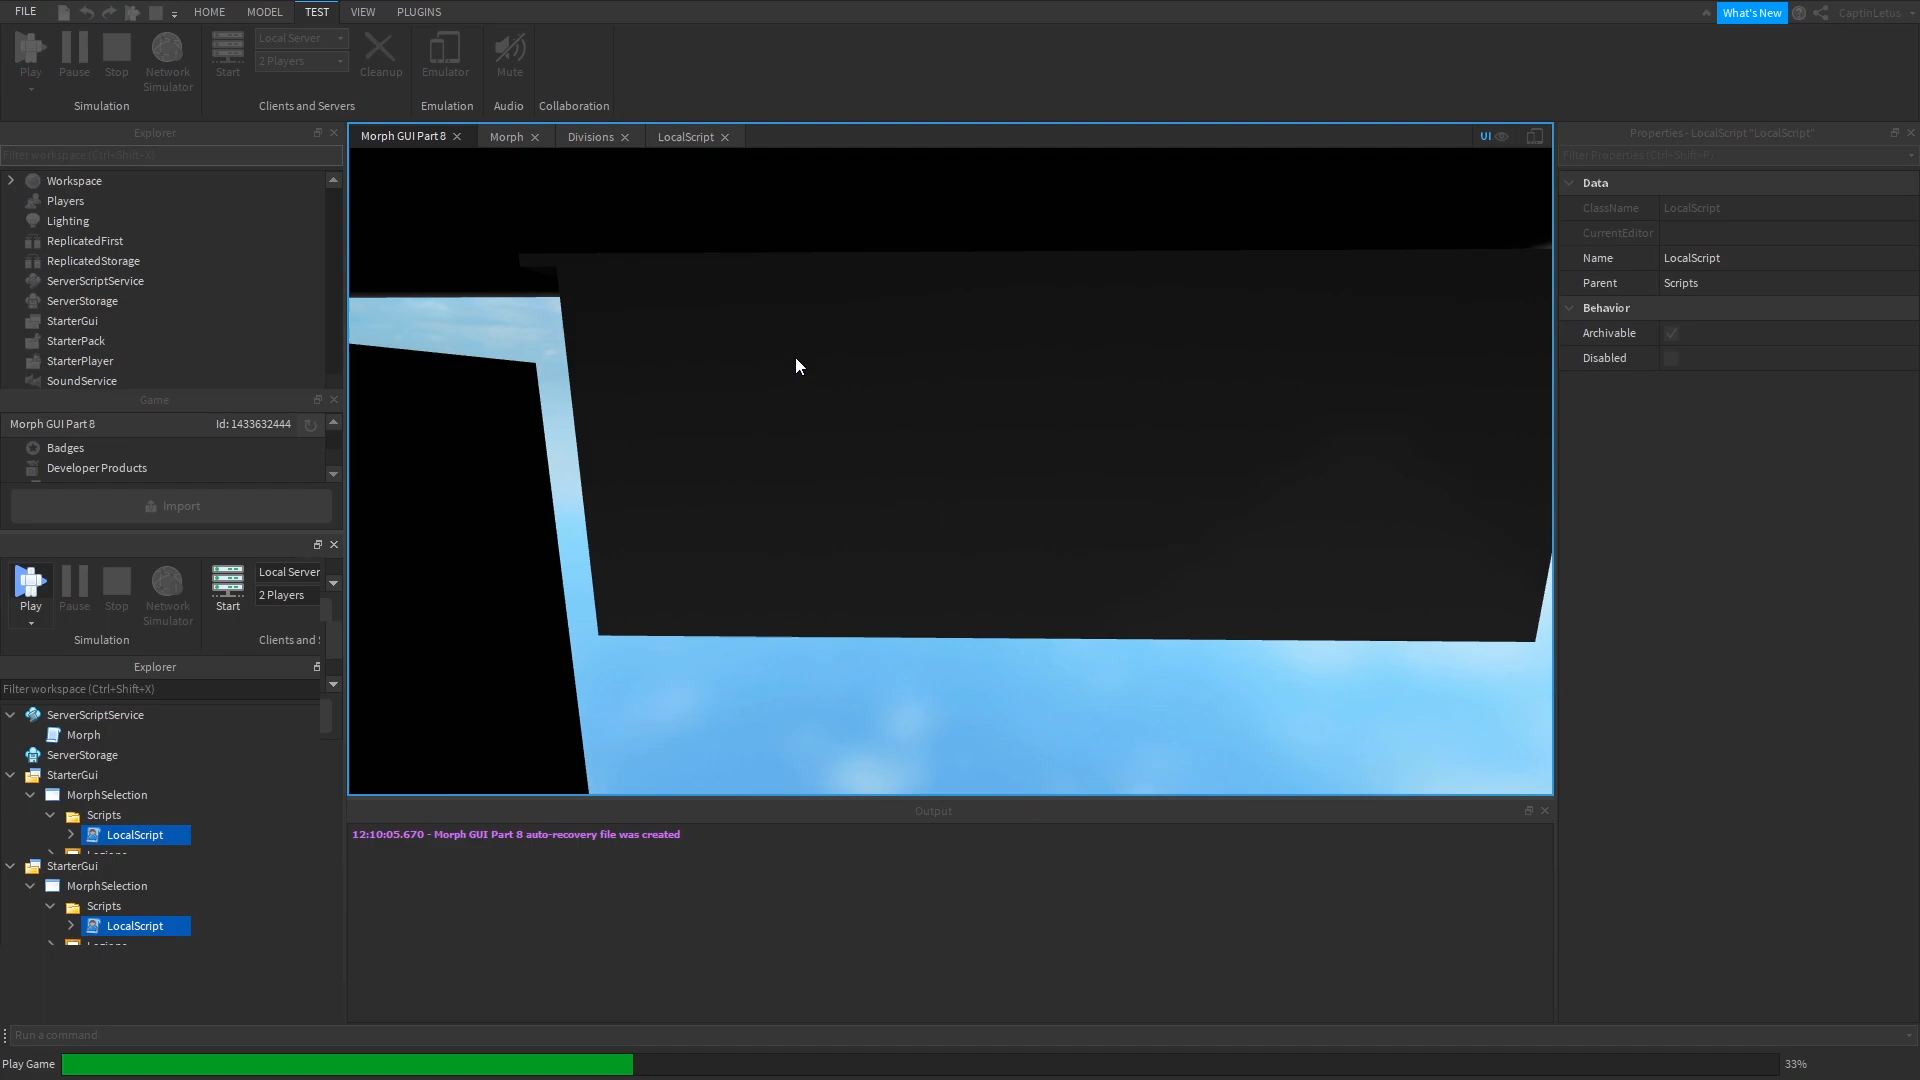 FILE
HOME
MODEL
TEST
VIEW
PLUGINS
What's New
CaptinLetus
Play
Pause
Stop
Network
Simulator
Simulation
Start
Local Server
2 Players
Cleanup
Clients and Servers
Emulator
Emulation
Mute
Audio
Collaboration
Explorer
Filter workspace (Ctrl+Shift+X)
Workspace
Players
Lighting
ReplicatedFirst
ReplicatedStorage
ServerScriptService
ServerStorage
StarterGui
StarterPack
StarterPlayer
SoundService
Game
Morph GUI Part 8 Id: 1433632444
Badges
Developer Products
Import
Play
Pause
Stop
Network
Simulator
Simulation
Start
Local Server
2 Players
Clients and
Explorer
Filter workspace (Ctrl+Shift+X)
ServerScriptService
Morph
ServerStorage
StarterGui
MorphSelection
Scripts
LocalScript
StarterGui
MorphSelection
Scripts
LocalScript
Morph GUI Part 8
Morph
Divisions
LocalScript
UI
Output
12:10:05.670 - Morph GUI Part 8 auto-recovery file was created
Properties - LocalScript "LocalScript"
Filter Properties (Ctrl+Shift+P)
Data
ClassName LocalScript
CurrentEditor
Name LocalScript
Parent Scripts
Behavior
Archivable
Disabled
Run a command
Play Game
33%